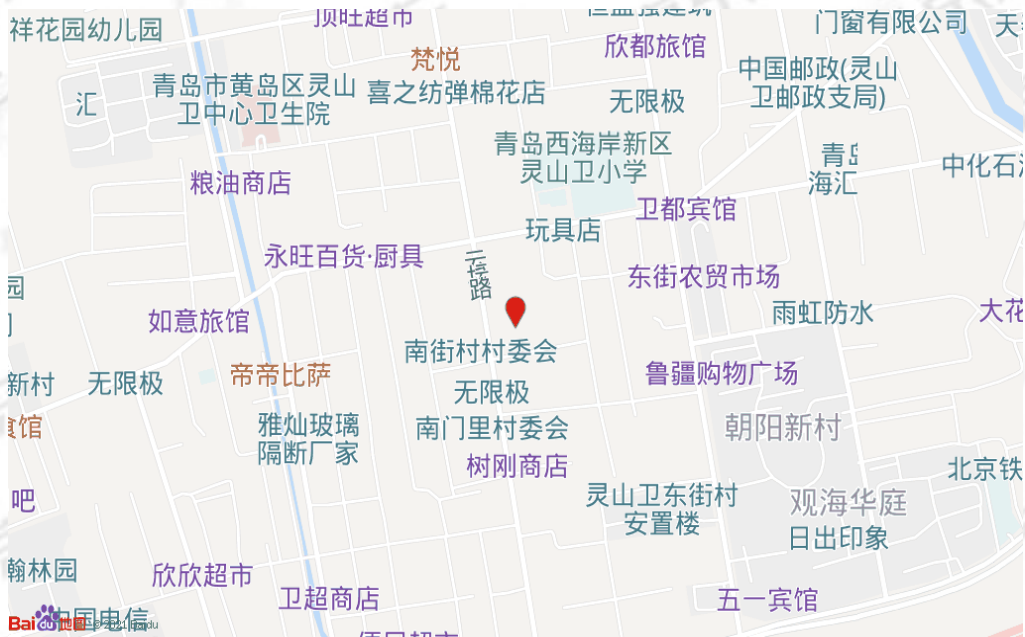 顶旺超市
祥花园幼儿园
门窗有限公司
欣都旅馆
梵悦
中国邮政(灵山
卫邮政支局)
青岛市黄岛区灵山
卫中心卫生院
喜之纺弹棉花店
汇
无限极
青岛西海岸新区
灵山卫小学
青岛
海汇
中化石
粮油商店
卫都宾馆
玩具店
永旺百货·厨具
路
东街农贸市场
园
如意旅馆
雨虹防水
大花
南街村村委会
帝帝比萨
鲁疆购物广场
新村
无限极
无限极
食馆
雅灿玻璃
隔断厂家
南门里村委会
朝阳新村
树刚商店
北京铁
吧
灵山卫东街村
安置楼
观海华庭
日出印象
瀚林园
欣欣超市
卫超商店
五一宾馆
中国电信
Bai du 地图